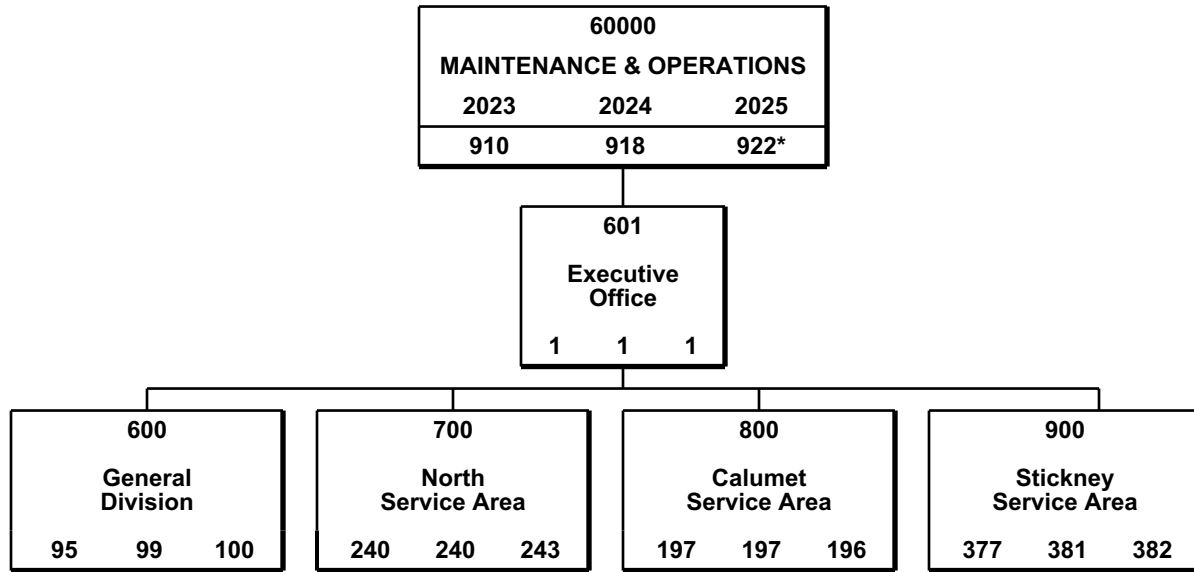 60000
MAINTENANCE & OPERATIONS
2023 2024 2025
910 918 922*
601
Executive
Office
1 1 1
600
General
Division
95 99 100
700
North
Service Area
240 240 243
800
Calumet
Service Area
197 197 196
900
Stickney
Service Area
377 381 382